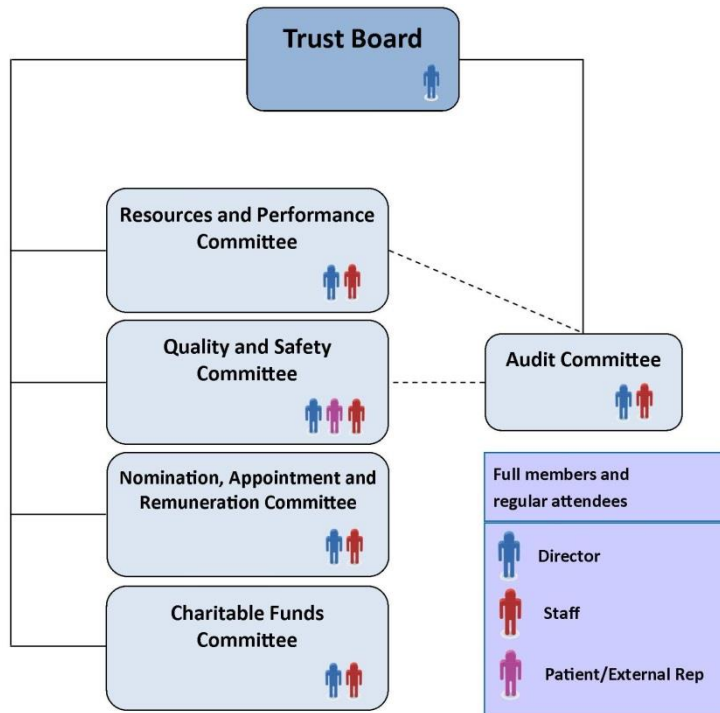 Trust Board
Resources and Performance
Committee
Quality and Safety
Committee
Audit Committee
Nomination, Appointment and
Remuneration Committee
Charitable Funds
Committee
Full members and
regular attendees
Director
Staff
Patient/External Rep